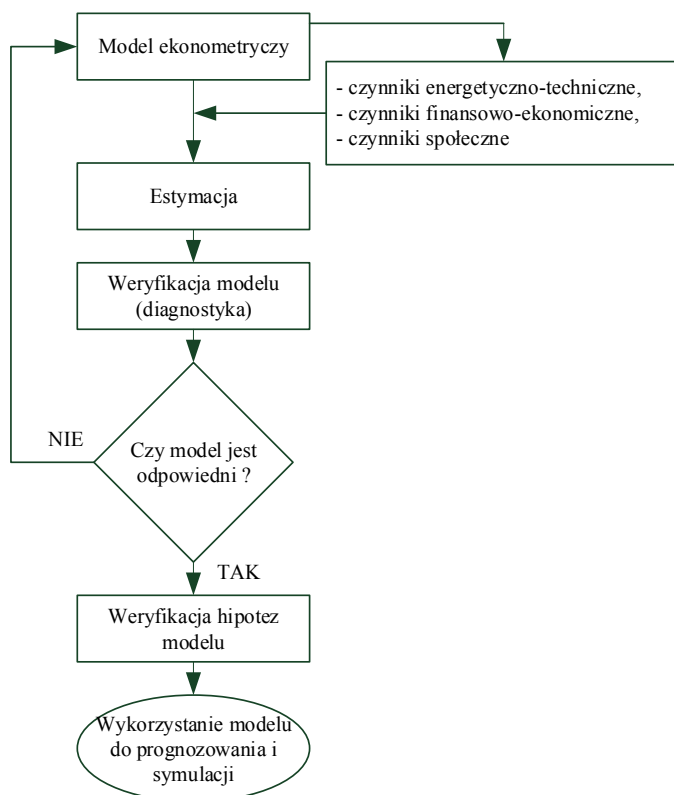 Model ekonometryczy
- czynniki energetyczno-techniczne,
- czynniki finansowo-ekonomiczne,
- czynniki społeczne
Estymacja
Weryfikacja modelu
(diagnostyka)
NIE
Czy model jest
odpowiedni ?
TAK
Weryfikacja hipotez
modelu
Wykorzystanie modelu
do prognozowania i
symulacji